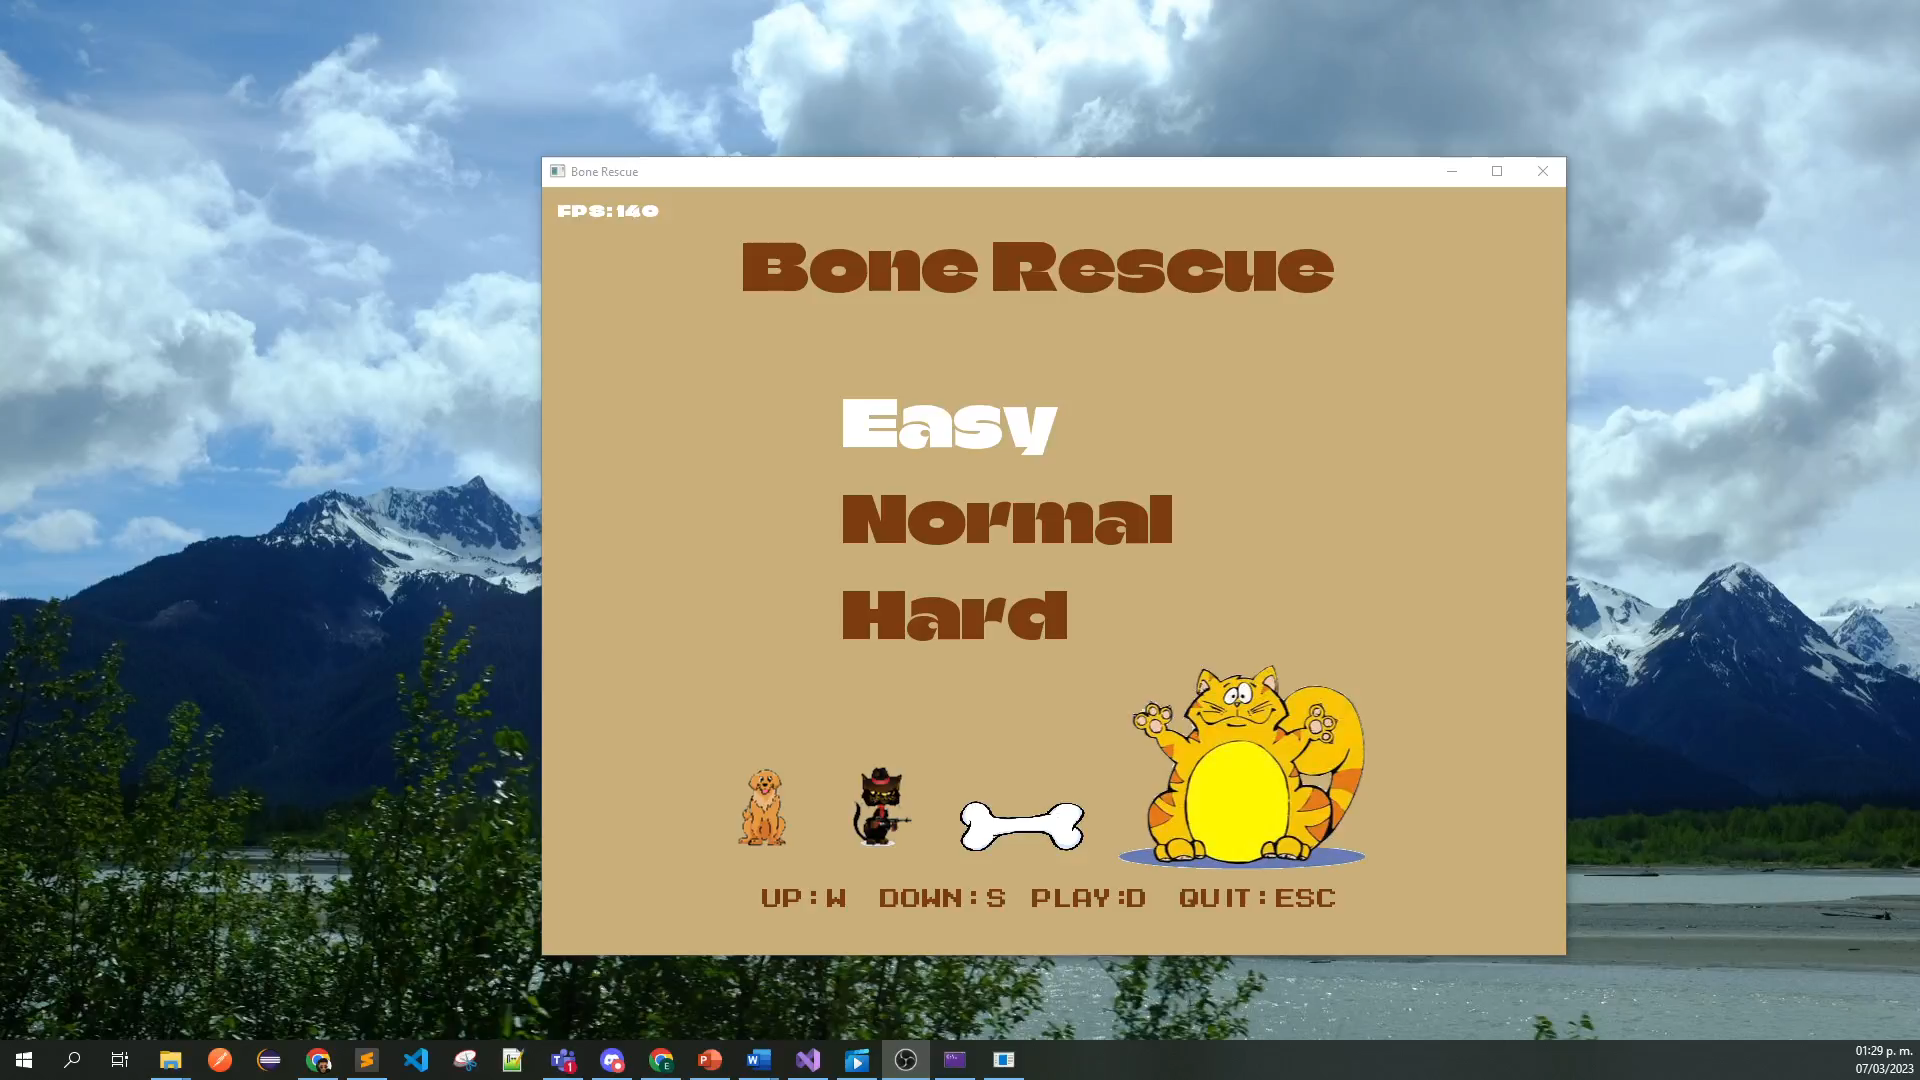 Bone Rescue
FPS:140
Bone Rescue
Easy
Normal
Hard
UP:W DOWN:S PLAY:D QUIT:ESC
01:29 p. m.
07/03/2023